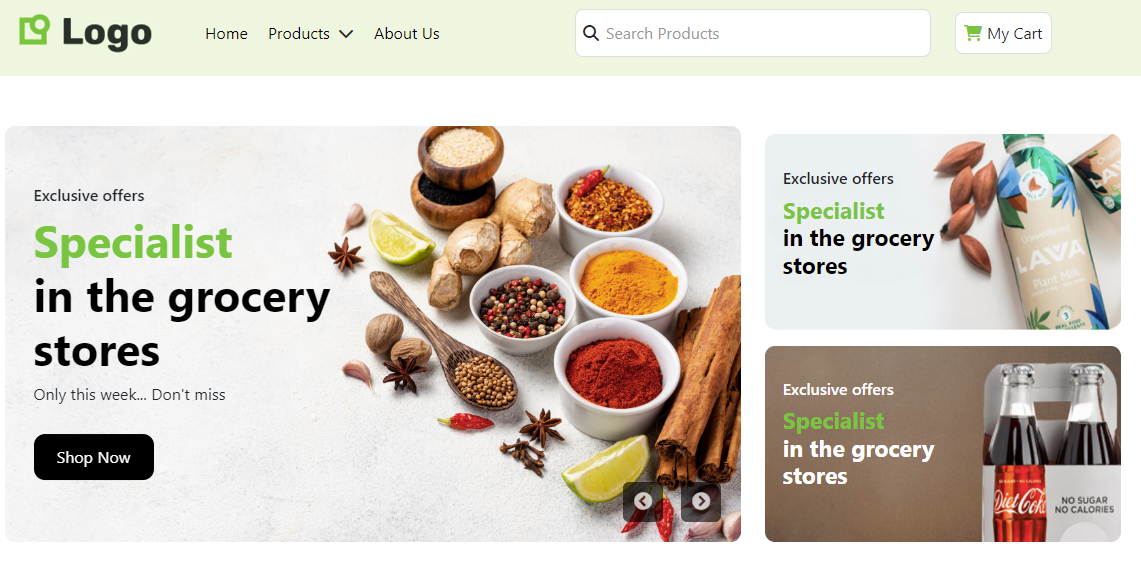 Logo
Home
Products
About Us
Search Products
My Cart
Exclusive offers
Specialist
in the grocery
stores
Only this week... Don't miss
Shop Now
Exclusive offers
Specialist
in the grocery
stores
LAVVA
Plant Milk
Exclusive offers
Specialist
in the grocery
stores
Diet Coke
NO SUGAR
NO CALORIES